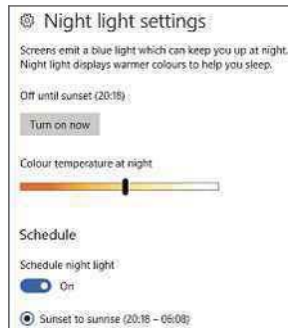 Night light settings
Screens emit a blue light which can keep you up at night.
Night light displays warmer colours to help you sleep.
Off until sunset (20:18)
Turn on now
Colour temperature at night
Schedule
Schedule night light
On
Sunset to sunrise (20:18 – 06:08)